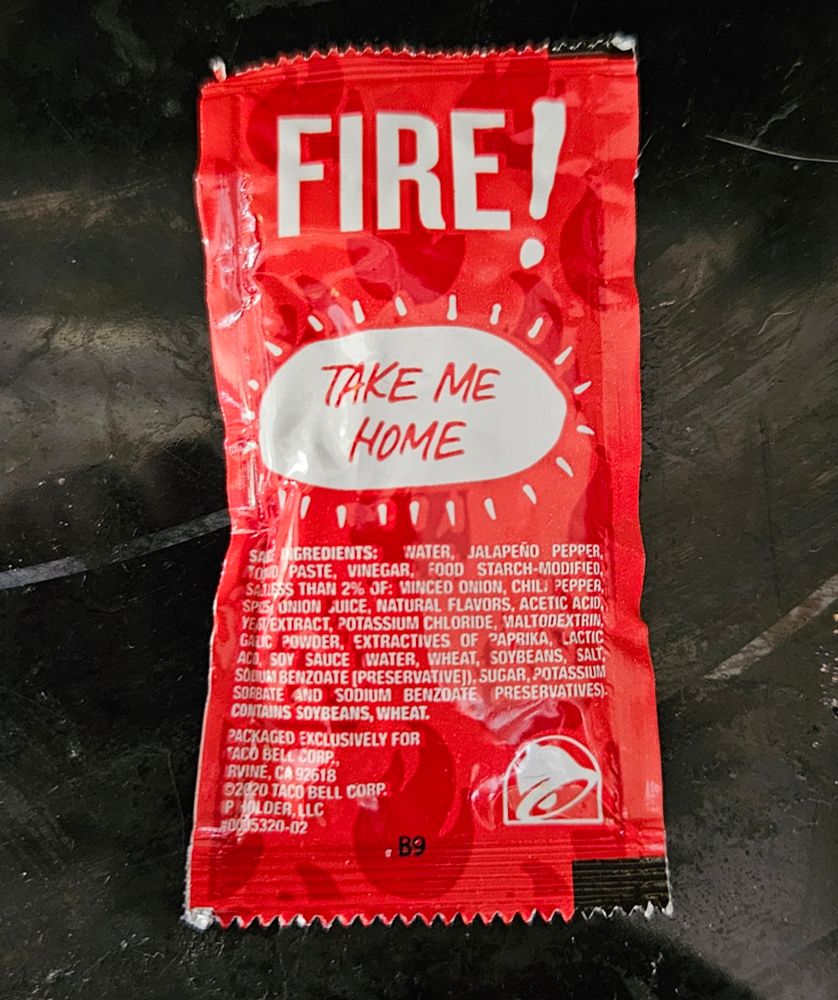 FIRE!
TAKE ME
HOME
INGREDIENTS: WATER, JALAPEÑO PEPPER,
PASTE, VINEGAR, FOOD STARCH-MODIFIED,
LESS THAN 2% OF: MINCED ONION, CHILI PEPPER,
ONION JUICE, NATURAL FLAVORS, ACETIC ACID,
EXTRACT, POTASSIUM CHLORIDE, MALTODEXTRIN,
POWDER, EXTRACTIVES OF PAPRIKA, LACTIC
SOY SAUCE (WATER, WHEAT, SOYBEANS, SALT,
SODIUM BENZOATE [PRESERVATIVE]), SUGAR, POTASSIUM
SORBATE AND SODIUM BENZOATE (PRESERVATIVES).
CONTAINS SOYBEANS, WHEAT.
PACKAGED EXCLUSIVELY FOR
TACO BELL CORP.,
IRVINE, CA 92618
©2020 TACO BELL CORP.
IP HOLDER, LLC
B9